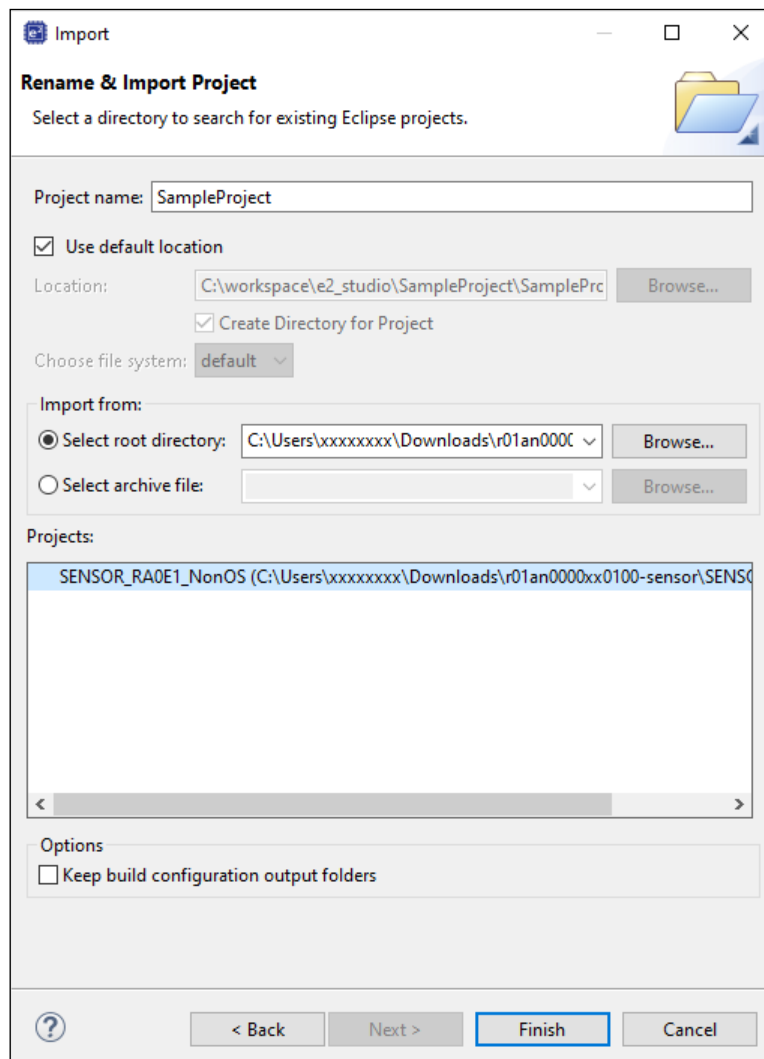 Import
Rename & Import Project
Select a directory to search for existing Eclipse projects.
Project name: SampleProject
Use default location
Location: C:\workspace\e2_studio\SampleProject\SamplePrc Browse...
Create Directory for Project
Choose file system: default
Import from:
Select root directory: C:\Users\xxxxxxxx\Downloads\r01an000( Browse...
Select archive file: Browse...
Projects:
SENSOR_RA0E1_NonOS (C:\Users\xxxxxxxx\Downloads\r01an0000xx0100-sensor\SENSC
Options
Keep build configuration output folders
? < Back Next > Finish Cancel